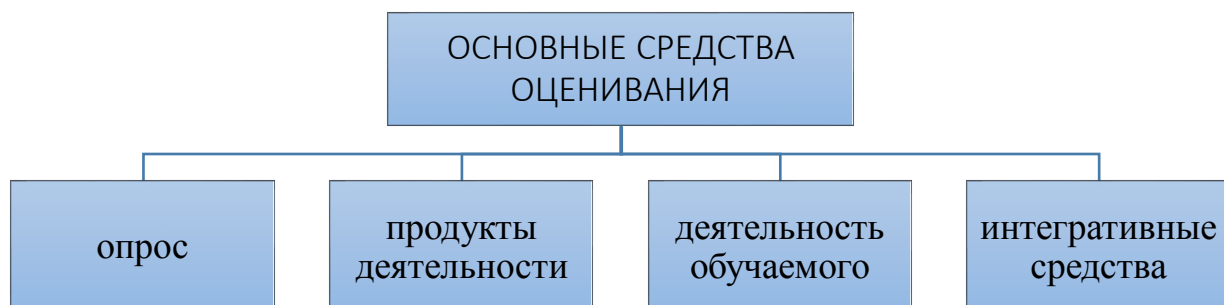 ОСНОВНЫЕ СРЕДСТВА
ОЦЕНИВАНИЯ
опрос
продукты
деятельности
деятельность
обучаемого
интегративные
средства